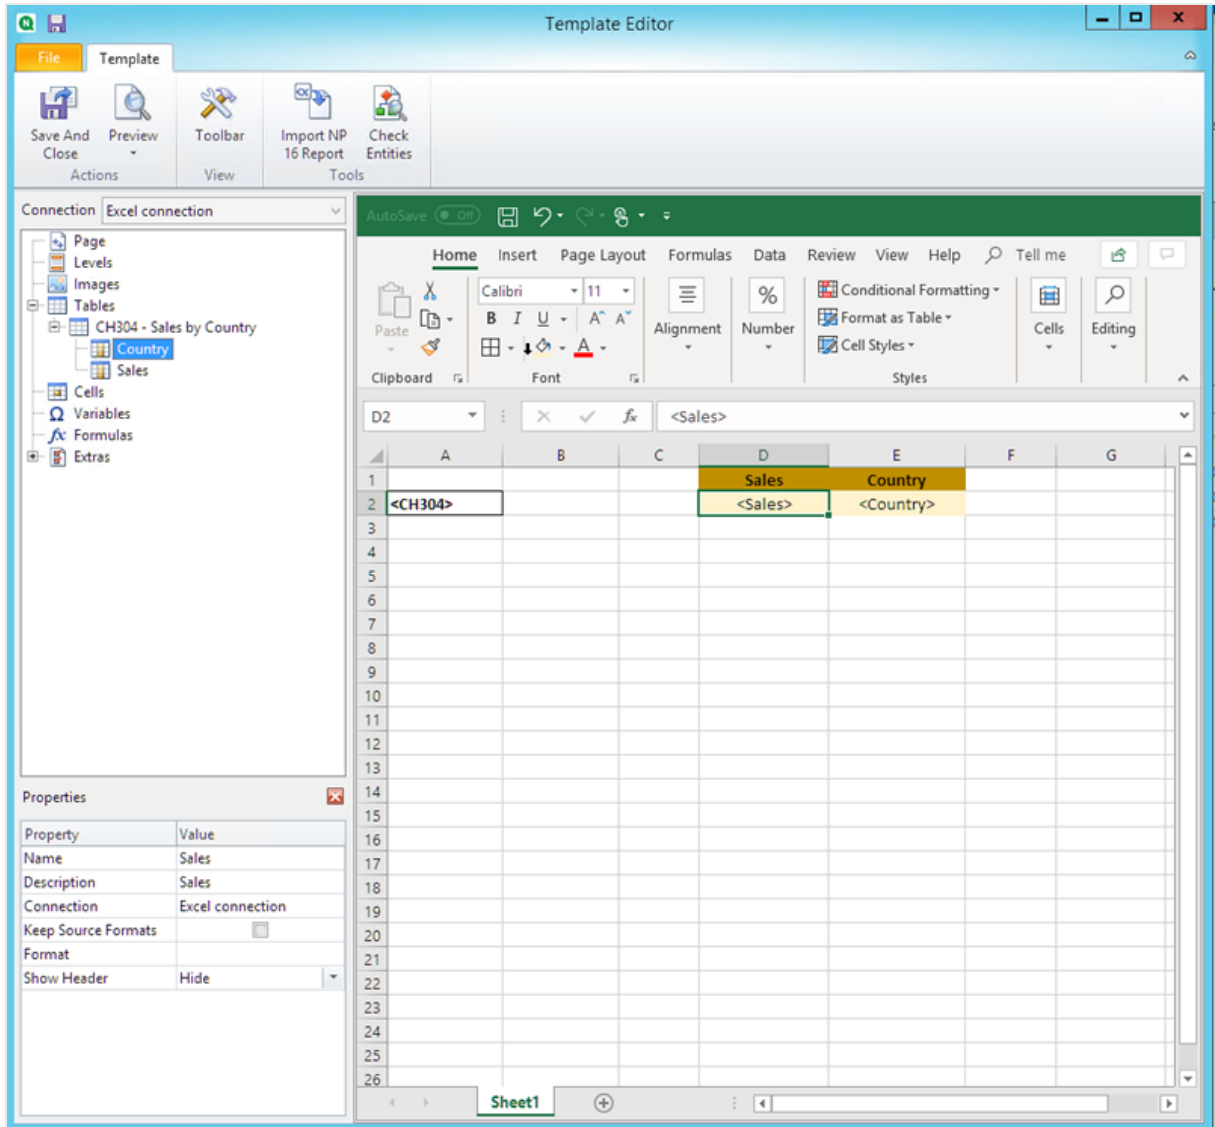 Template Editor
File Template
Save And Close
Preview
Toolbar
Import NP 16 Report
Check Entities
Actions View Tools
Connection Excel connection
Page
Levels
Images
Tables
CH304 - Sales by Country
Country
Sales
Cells
Ω Variables
fx Formulas
Extras
Properties
Property Value
Name Sales
Description Sales
Connection Excel connection
Keep Source Formats
Format
Show Header Hide
AutoSave Off
Home Insert Page Layout Formulas Data Review View Help Tell me
Paste
Calibri 11
B I U A A
A
Alignment
%
Number
Conditional Formatting
Format as Table
Cell Styles
Cells
Editing
Clipboard Font Styles
D2 fx <Sales>
A B C D E F G
1 Sales Country
2 <CH304> <Sales> <Country>
3
4
5
6
7
8
9
10
11
12
13
14
15
16
17
18
19
20
21
22
23
24
25
26
Sheet1